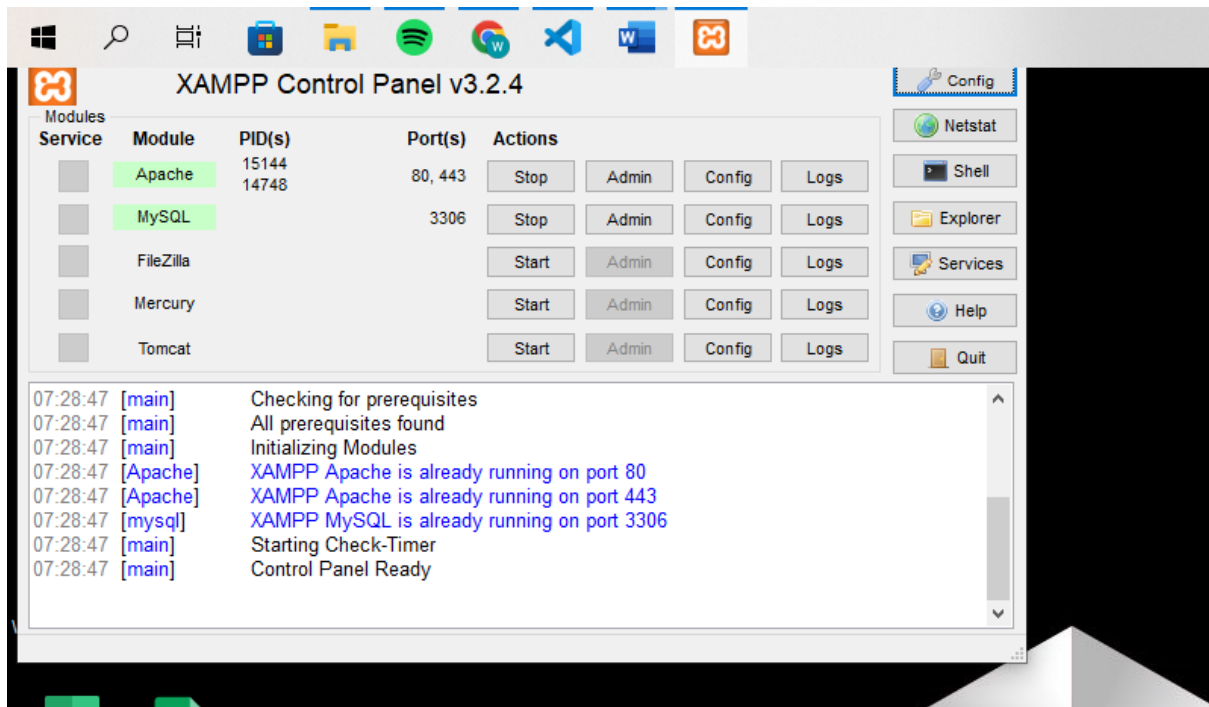 W
W
XAMPP Control Panel v3.2.4
Config
Modules
Service Module PID(s) Port(s) Actions
Netstat
Apache 15144 14748 80, 443 Stop Admin Config Logs
Shell
MySQL 3306 Stop Admin Config Logs
Explorer
FileZilla Start Admin Config Logs
Services
Mercury Start Admin Config Logs
Help
Tomcat Start Admin Config Logs
Quit
07:28:47 [main] Checking for prerequisites
07:28:47 [main] All prerequisites found
07:28:47 [main] Initializing Modules
07:28:47 [Apache] XAMPP Apache is already running on port 80
07:28:47 [Apache] XAMPP Apache is already running on port 443
07:28:47 [mysql] XAMPP MySQL is already running on port 3306
07:28:47 [main] Starting Check-Timer
07:28:47 [main] Control Panel Ready